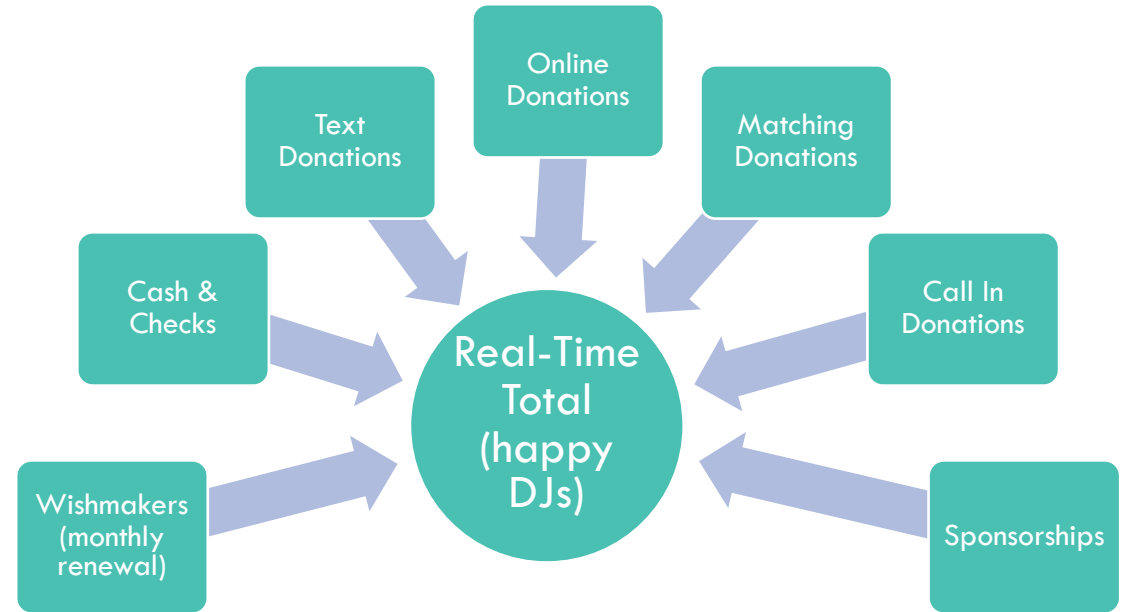 Online
Donations
Text
Donations
Matching
Donations
Cash &
Checks
Call In
Donations
Real-Time
Total
(happy
DJs)
Wishmakers
(monthly
renewal)
Sponsorships